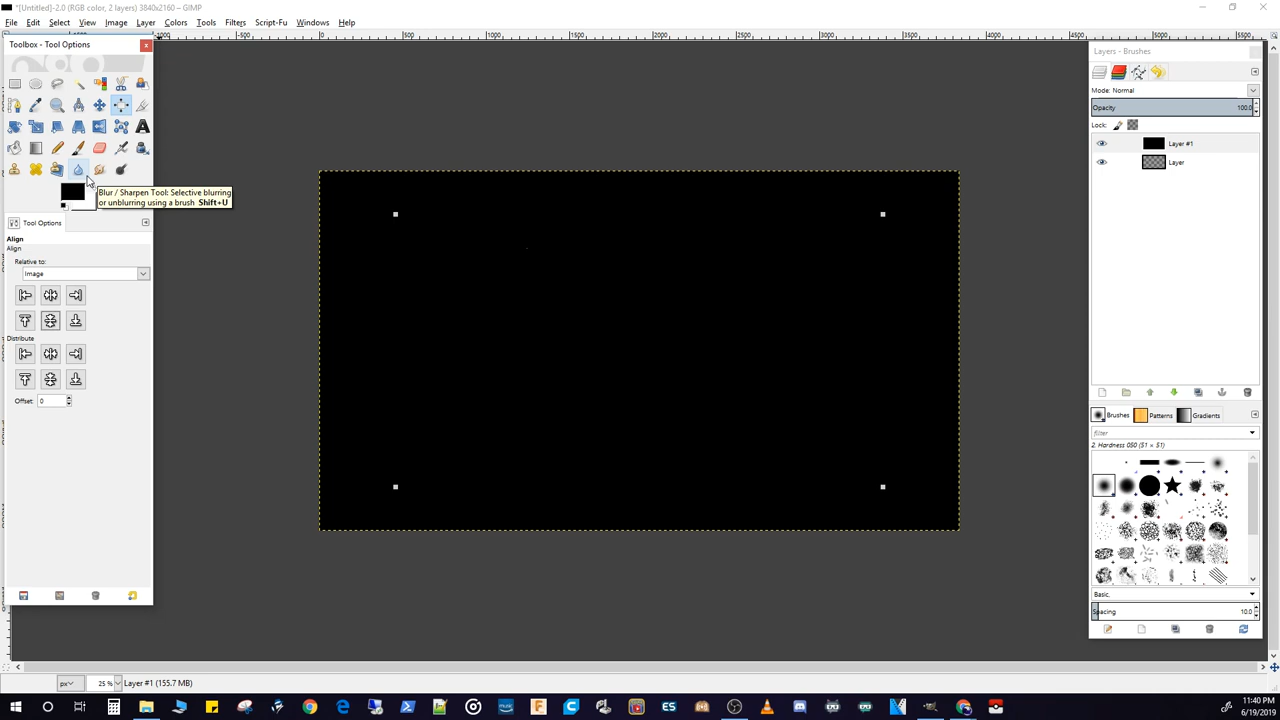 *[Untitled]-2.0 (RGB color, 2 layers) 3840x2160 – GIMP
File Edit Select View Image Layer Colors Tools Filters Script-Fu Windows Help
Toolbox - Tool Options
Layers - Brushes
Mode: Normal
Opacity 100.0
Lock:
Layer #1
Layer
Blur / Sharpen Tool: Selective blurring
or unblurring using a brush Shift+U
Tool Options
Align
Align
Relative to:
Image
Distribute
Offset: 0
Brushes Patterns Gradients
filter
2. Hardness 050 (51 × 51)
Basic,
Spacing 10.0
px 25 % Layer #1 (155.7 MB)
11:40 PM
6/19/2019